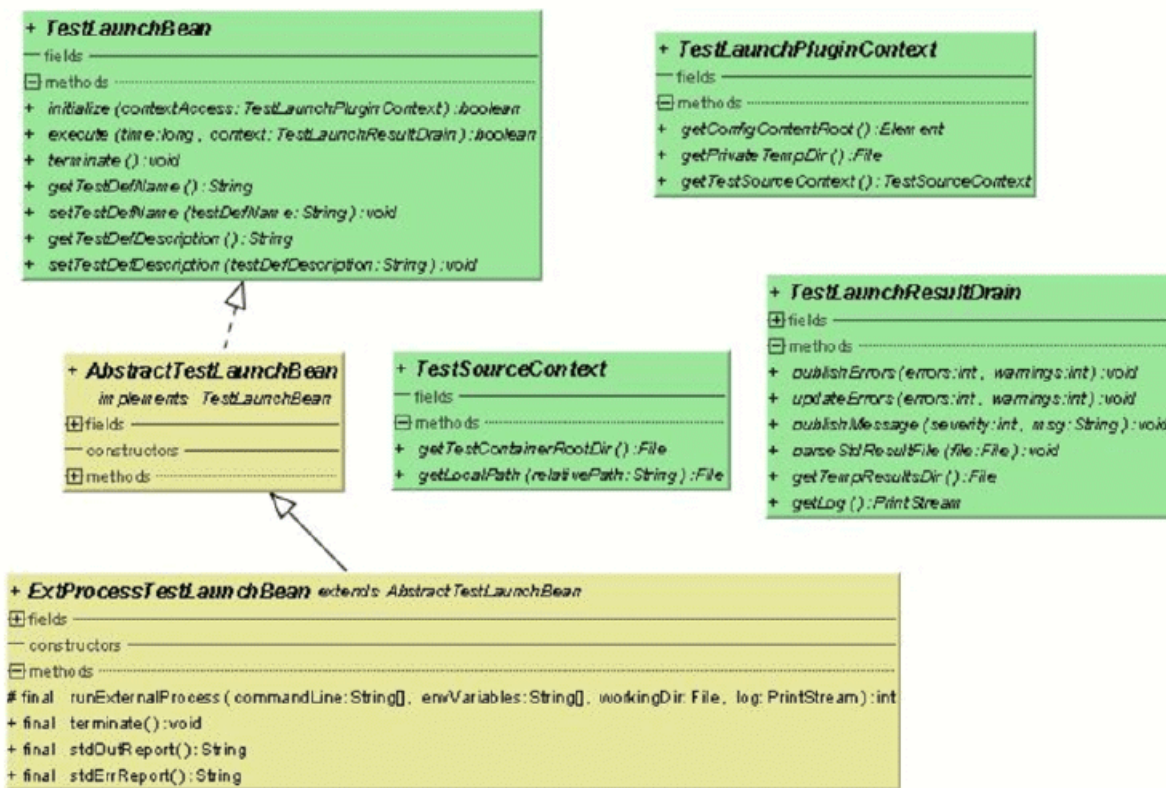 + TestLaunchBean
fields
methods
+ initialize (contextAccess: TestLaunchPluginContext) :boolean
+ execute (time:long, context: TestLaunchResultDrain) :boolean
+ terminate () :void
+ getTestDefName () :String
+ setTestDefName (testDefName: String) :void
+ getTestDefDescription () :String
+ setTestDefDescription (testDefDescription: String) :void
+ TestLaunchPluginContext
fields
methods
+ getConfigContentRoot () :Element
+ getPrivateTempDir () :File
+ getTestSourceContext () : TestSourceContext
+ TestLaunchResultDrain
fields
methods
+ publishErrors (errors:int, warnings:int) :void
+ updateErrors (errors:int, warnings:int) :void
+ publishMessage (severity:int, msg: String) :void
+ parseStdResultFile (file: File) :void
+ getTempResultsDir () :File
+ getLog () :PrintStream
+ AbstractTestLaunchBean
implements TestLaunchBean
fields
constructors
methods
+ TestSourceContext
fields
methods
+ getTestContainerRootDir () :File
+ getLocalPath (relativePath: String) :File
+ ExtProcessTestLaunchBean extends AbstractTestLaunchBean
fields
constructors
methods
# final runExternalProcess (commandLine: String[], envVariables: String[], workingDir: File, log: PrintStream) :int
+ final terminate () :void
+ final stdOutReport () : String
+ final stdErrReport () : String